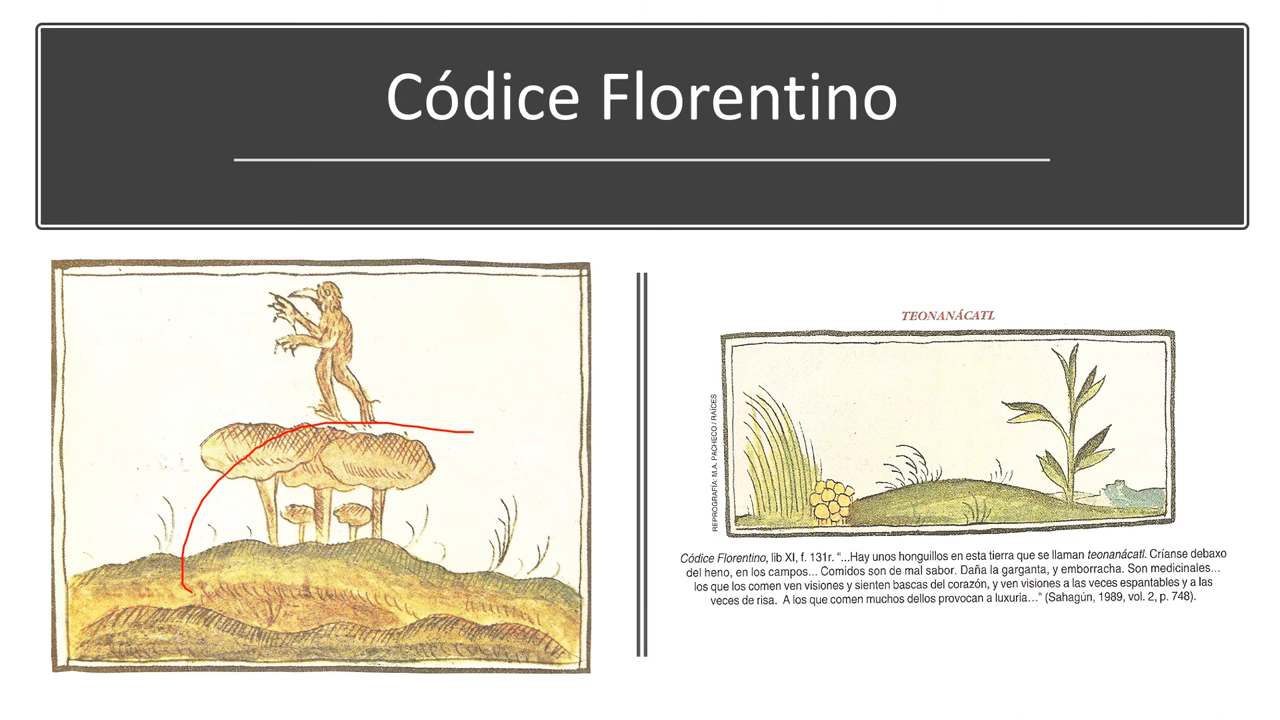 Códice Florentino
TEONANÁCATL
REPROGRAFÍA: M.A. PACHECO / RAÍCES
Códice Florentino, lib XI, f. 131r. “...Hay unos honguillos en esta tierra que se llaman teonanácatl. Críanse debaxo
del heno, en los campos... Comidos son de mal sabor. Daña la garganta, y emborracha. Son medicinales...
los que los comen ven visiones y sienten bascas del corazón, y ven visiones a las veces espantables y a las
veces de risa. A los que comen muchos dellos provocan a luxuria...” (Sahagún, 1989, vol. 2, p. 748).